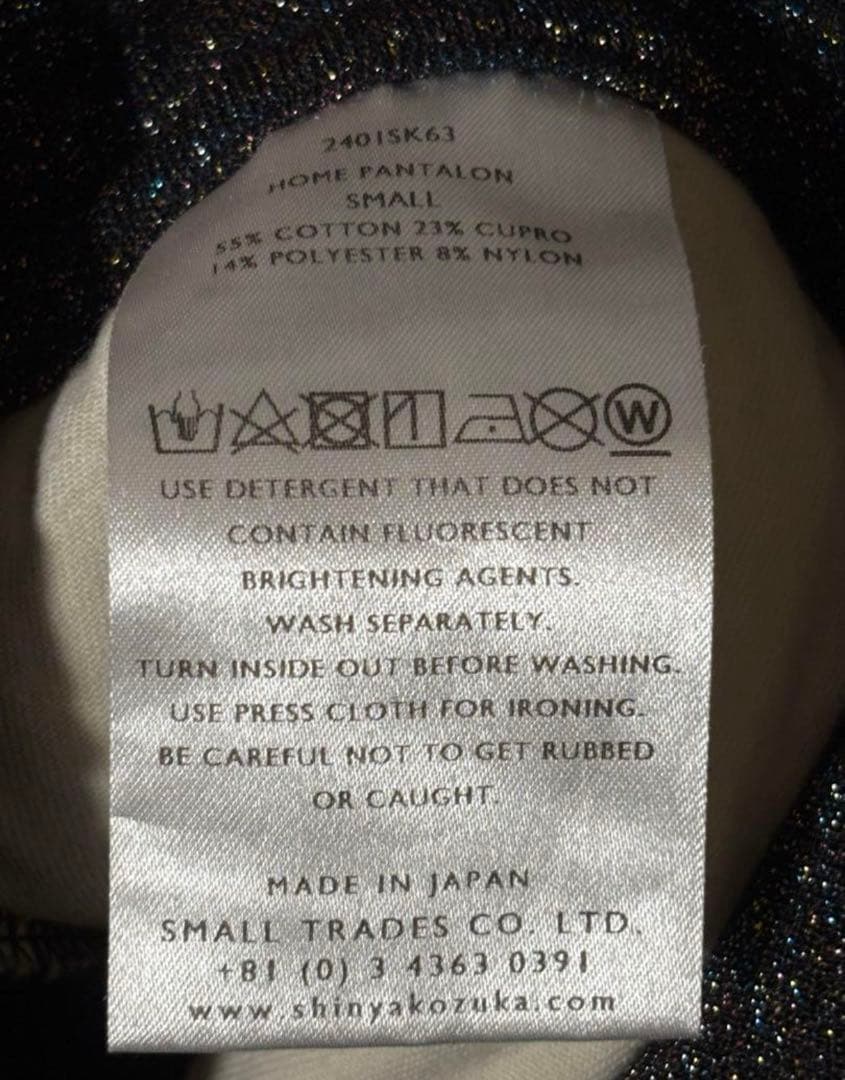 2401SK63
HOME PANTALON
SMALL
55% COTTON 23% CUPRO
14% POLYESTER 8% NYLON
W
USE DETERGENT THAT DOES NOT
CONTAIN FLUORESCENT
BRIGHTENING AGENTS.
WASH SEPARATELY.
TURN INSIDE OUT BEFORE WASHING.
USE PRESS CLOTH FOR IRONING.
BE CAREFUL NOT TO GET RUBBED
OR CAUGHT.
MADE IN JAPAN
SMALL TRADES CO. LTD.
+81 (0) 3 4363 0391
www.shinyakozuka.com